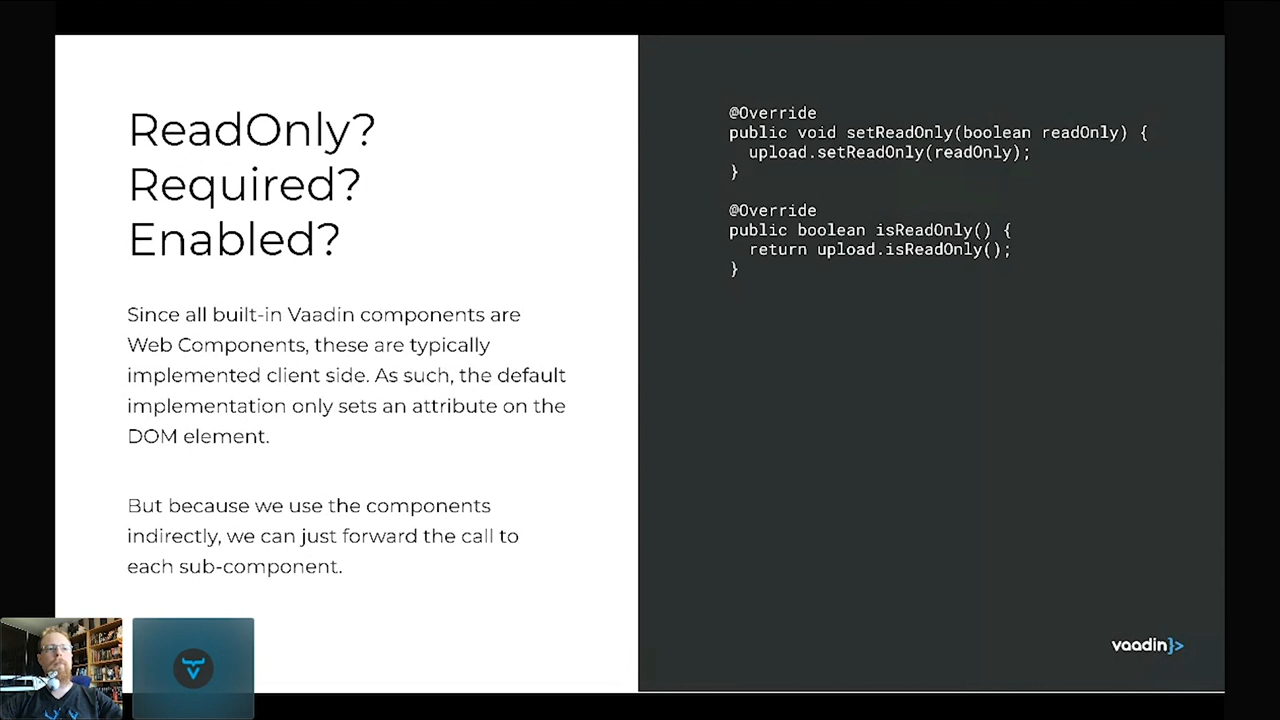 ReadOnly?
Required?
Enabled?
Since all built-in Vaadin components are
Web Components, these are typically
implemented client side. As such, the default
implementation only sets an attribute on the
DOM element.
But because we use the components
indirectly, we can just forward the call to
each sub-component.
@Override
public void setReadOnly(boolean readOnly) {
  upload.setReadOnly(readOnly);
}
@Override
public boolean isReadOnly() {
  return upload.isReadOnly();
}
vaadin}>